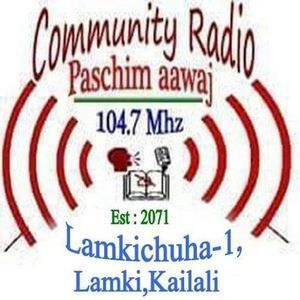 Community Radio
Paschim aawaj
104.7 Mhz
Est : 2071
Lamkichuha-1,
Lamki,Kailali